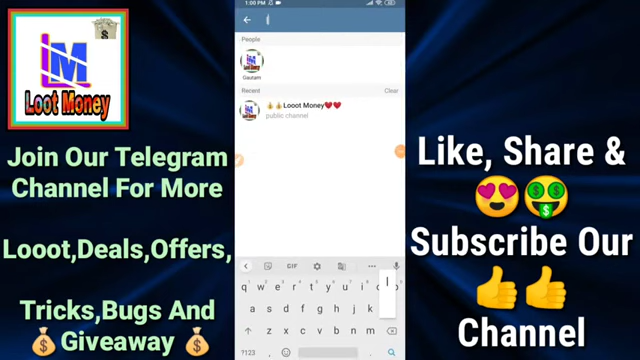 LM
Loot Money
Join Our Telegram
Channel For More
Looot,Deals,Offers,
Tricks,Bugs And
💰Giveaway 💰
1:00 PM
l
People
Gautam
Recent
Clear
💰💰Looot Money❤️❤️
public channel
GIF
q w e r t y u i o p
a s d f g h j k l
z x c v b n m
?123 , .
Like, Share &
😍🤑
Subscribe Our
👍👍
Channel